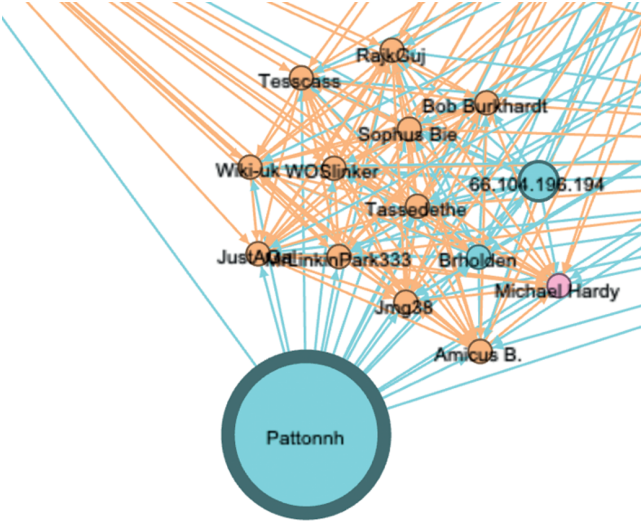 RajkGuj
Tesscass
Bob Burkhardt
Sophus Bie
Wiki-uk
WOSlinker
66.104.196.194
Tassedethe
MrLinkinPark333
Brholden
Michael Hardy
Jmg38
Amicus B.
Pattonnh